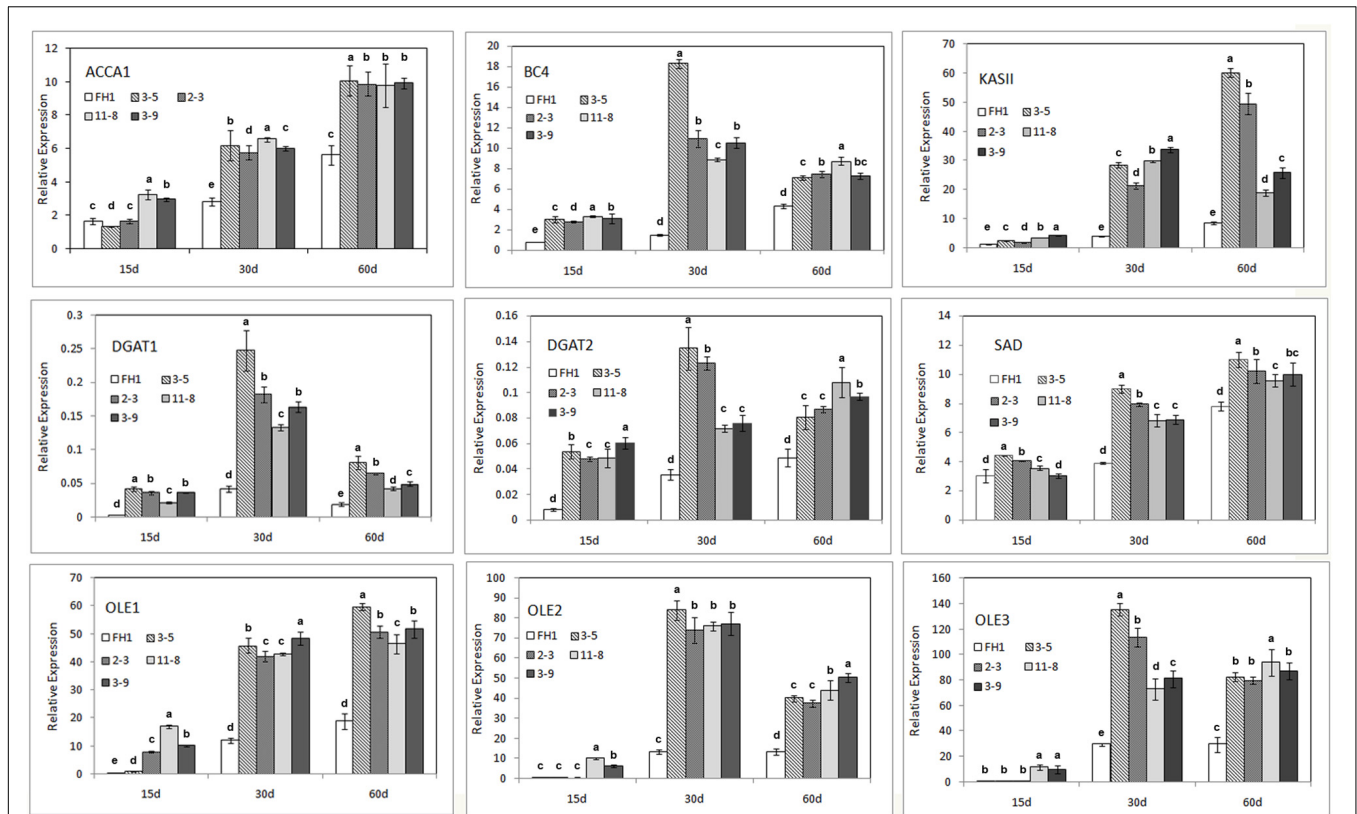 ACCA1
FH1 3-5 2-3
11-8 3-9
Relative Expression
12
10
8
6
4
2
0
c d c a b
e b d a c
c a b b b
15d 30d 60d
BC4
FH1 3-5
2-3 11-8
3-9
Relative Expression
20
18
16
14
12
10
8
6
4
2
0
e c d a b
d a b c b
d c b a bc
15d 30d 60d
KASII
FH1 3-5
2-3 11-8
3-9
Relative Expression
70
60
50
40
30
20
10
0
e c d b a
e c d b a
e a b d c
15d 30d 60d
DGAT1
FH1 3-5
2-3 11-8
3-9
Relative Expression
0.3
0.25
0.2
0.15
0.1
0.05
0
d a b c b
d a b c b
e a b d c
15d 30d 60d
DGAT2
FH1 3-5
2-3 11-8
3-9
Relative Expression
0.16
0.14
0.12
0.1
0.08
0.06
0.04
0.02
0
d b c c a
d a b c c
d c c a b
15d 30d 60d
SAD
FH1 3-5
2-3 11-8
3-9
Relative Expression
14
12
10
8
6
4
2
0
d a b c d
d a b c c
d a b c bc
15d 30d 60d
OLE1
FH1 3-5
2-3 11-8
3-9
Relative Expression
70
60
50
40
30
20
10
0
e d c a b
d b c c a
d a b c b
15d 30d 60d
OLE2
FH1 3-5
2-3 11-8
3-9
Relative Expression
100
90
80
70
60
50
40
30
20
10
0
c c c a b
c a b b b
d c c b a
15d 30d 60d
OLE3
FH1 3-5
2-3 11-8
3-9
Relative Expression
160
140
120
100
80
60
40
20
0
b b b a a
e a b d c
c b b a b
15d 30d 60d